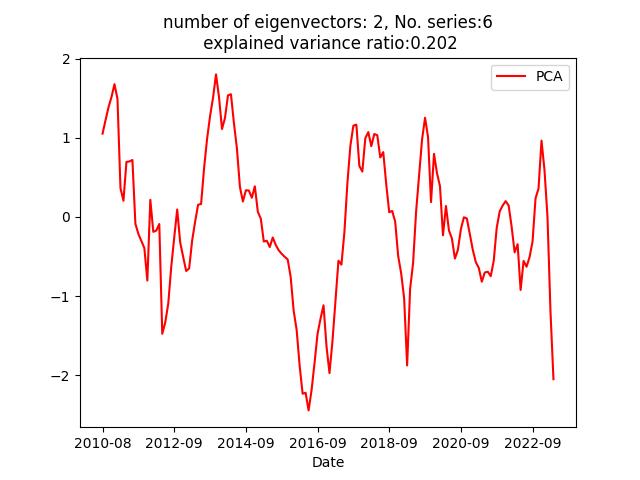 number of eigenvectors: 2, No. series:6
explained variance ratio:0.202
PCA
2
1
0
−1
−2
2010-08 2012-09 2014-09 2016-09 2018-09 2020-09 2022-09
Date